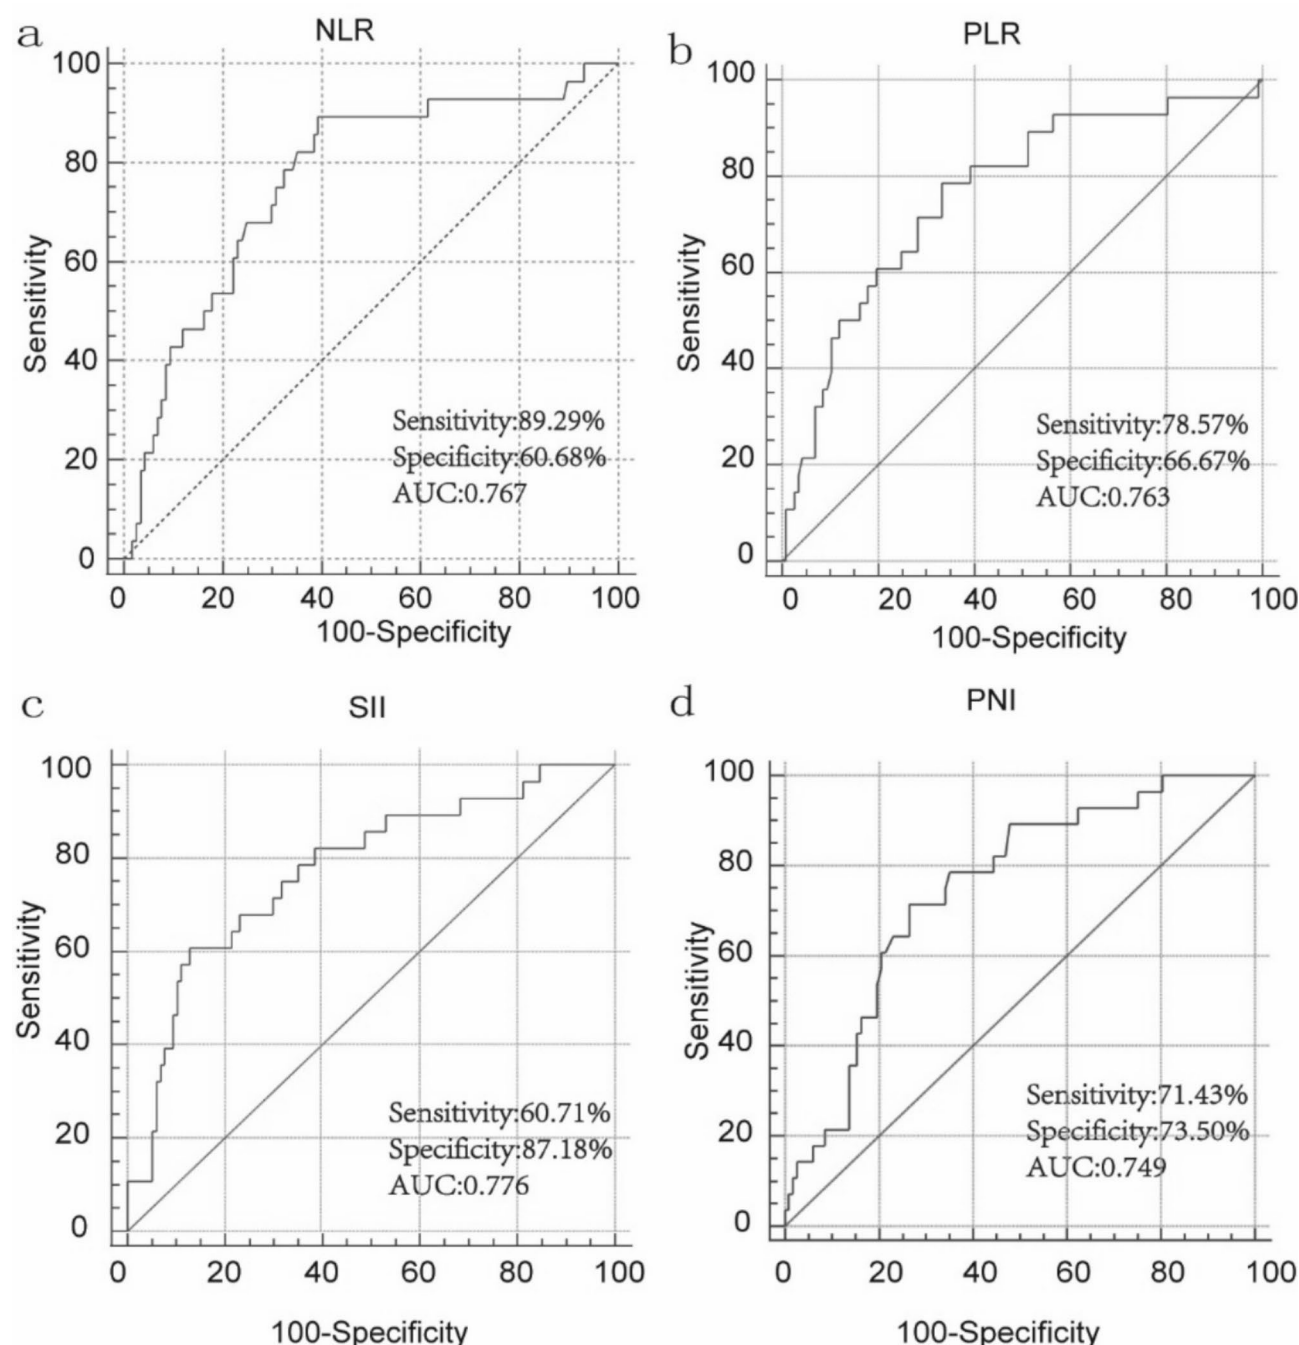 a
NLR
100
80
60
40
20
0
Sensitivity
Sensitivity:89.29%
Specificity:60.68%
AUC:0.767
0 20 40 60 80 100
100-Specificity
b
PLR
100
80
60
40
20
0
Sensitivity
Sensitivity:78.57%
Specificity:66.67%
AUC:0.763
0 20 40 60 80 100
100-Specificity
c
SII
100
80
60
40
20
0
Sensitivity
Sensitivity:60.71%
Specificity:87.18%
AUC:0.776
0 20 40 60 80 100
100-Specificity
d
PNI
100
80
60
40
20
0
Sensitivity
Sensitivity:71.43%
Specificity:73.50%
AUC:0.749
0 20 40 60 80 100
100-Specificity